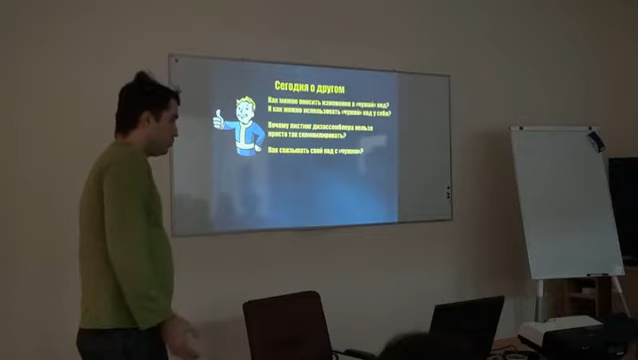 Сегодня о другом
Как можно вносить изменения в «чужой» код?
И как можно использовать «чужой» код у себя?
Почему листинг дизассемблера нельзя
просто так скомпилировать?
Как связывать свой код с «чужим»?